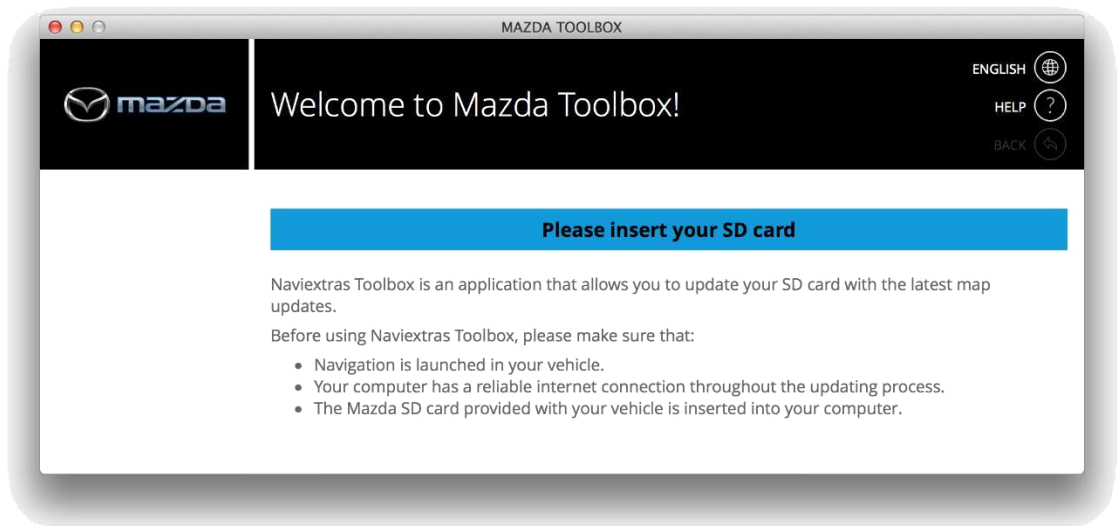 MAZDA TOOLBOX
mazda
Welcome to Mazda Toolbox!
ENGLISH
HELP ?
BACK
Please insert your SD card
Naviextras Toolbox is an application that allows you to update your SD card with the latest map
updates.
Before using Naviextras Toolbox, please make sure that:
• Navigation is launched in your vehicle.
• Your computer has a reliable internet connection throughout the updating process.
• The Mazda SD card provided with your vehicle is inserted into your computer.